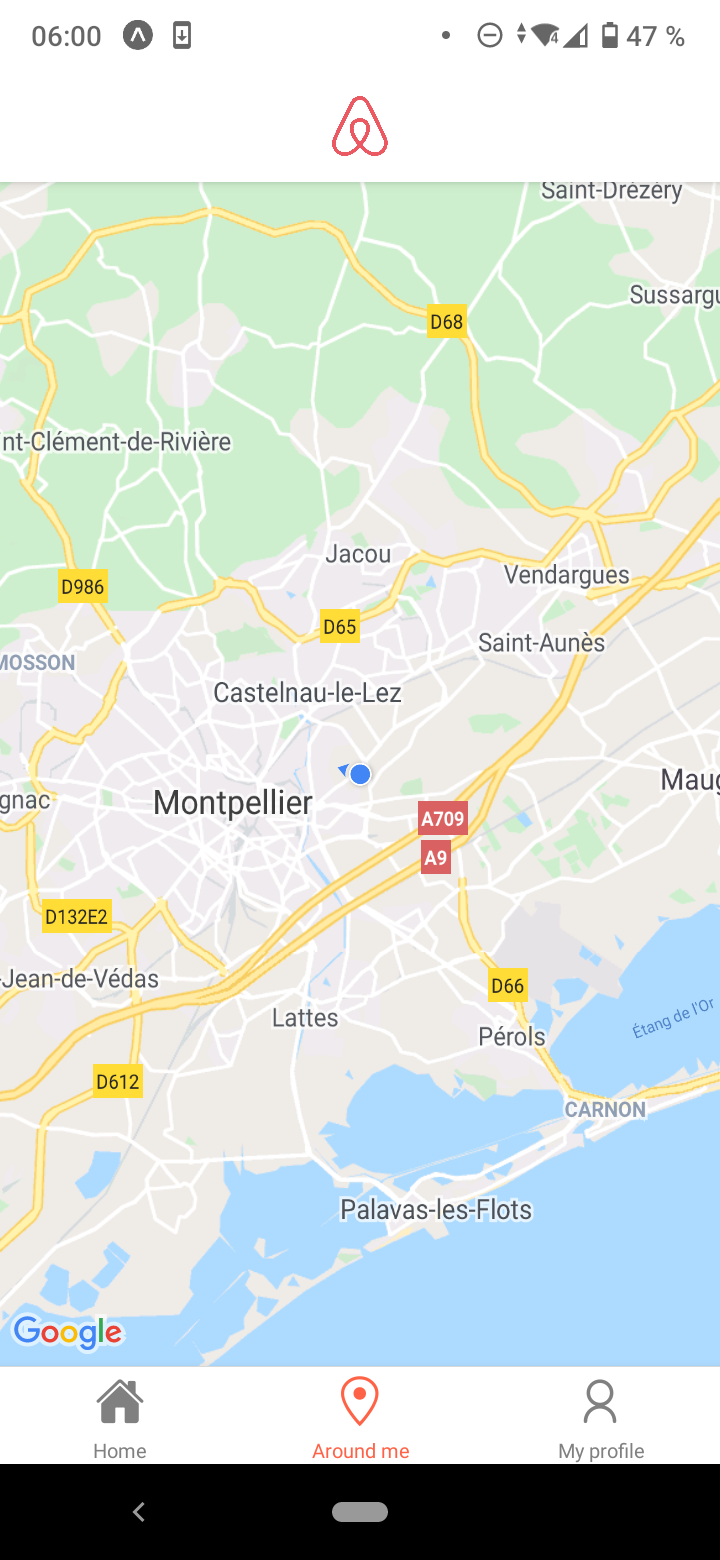 06:00
4
47 %
Saint-Drézéry
Sussargu
D68
nt-Clément-de-Rivière
Jacou
Vendargues
D986
D65
Saint-Aunès
MOSSON
Castelnau-le-Lez
Maug
gnac
Montpellier
A709
A9
D132E2
-Jean-de-Védas
D66
Étang de l'Or
Lattes
Pérols
D612
CARNON
Palavas-les-Flots
Google
Home
Around me
My profile